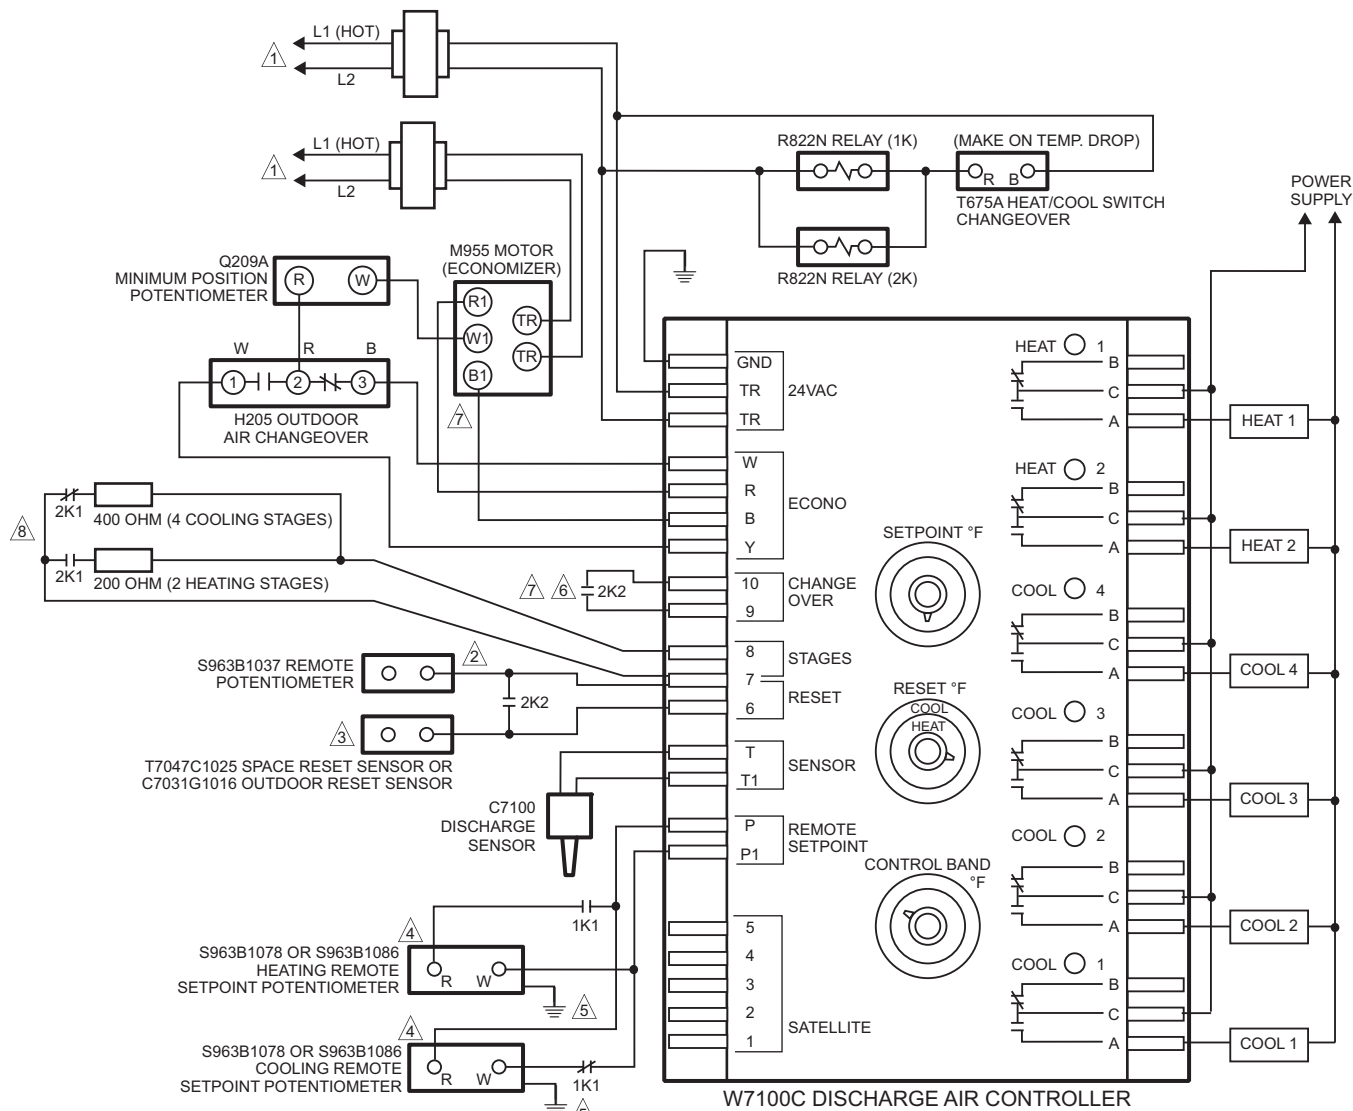 L1 (HOT)
1
L2
L1 (HOT)
1
L2
R822N RELAY (1K)
(MAKE ON TEMP. DROP)
R B
T675A HEAT/COOL SWITCH
CHANGEOVER
R822N RELAY (2K)
POWER
SUPPLY
Q209A
MINIMUM POSITION
POTENTIOMETER
R W
M955 MOTOR
(ECONOMIZER)
R1
W1
B1
TR
TR
7
W R B
1 2 3
H205 OUTDOOR
AIR CHANGEOVER
8
2K1
400 OHM (4 COOLING STAGES)
2K1
200 OHM (2 HEATING STAGES)
7 6 2K2
S963B1037 REMOTE
POTENTIOMETER
2
2K2
3
T7047C1025 SPACE RESET SENSOR OR
C7031G1016 OUTDOOR RESET SENSOR
C7100
DISCHARGE
SENSOR
1K1
4
S963B1078 OR S963B1086
HEATING REMOTE
SETPOINT POTENTIOMETER
R W
5
4
S963B1078 OR S963B1086
COOLING REMOTE
SETPOINT POTENTIOMETER
R W
1K1
5
GND
TR
TR
24VAC
W
R
B
Y
ECONO
10
9
CHANGE
OVER
8
STAGES
7
6
RESET
T
T1
SENSOR
P
P1
REMOTE
SETPOINT
5
4
3
2
1
SATELLITE
SETPOINT °F
RESET °F
COOL
HEAT
CONTROL BAND
°F
HEAT 1
B
C
A
HEAT 1
HEAT 2
B
C
A
HEAT 2
COOL 4
B
C
A
COOL 4
COOL 3
B
C
A
COOL 3
COOL 2
B
C
A
COOL 2
COOL 1
B
C
A
COOL 1
W7100C DISCHARGE AIR CONTROLLER